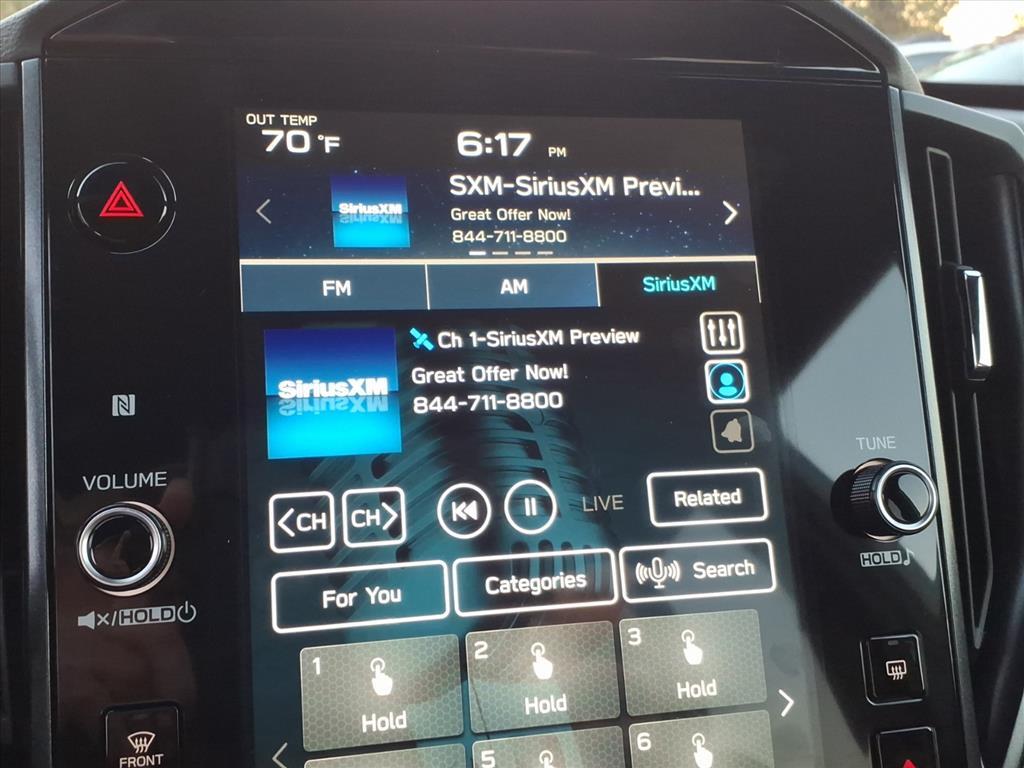 OUT TEMP
70 °F
6:17 PM
SXM-SiriusXM Previ...
SiriusXM
Great Offer Now!
844-711-8800
FM
AM
SiriusXM
Ch 1-SiriusXM Preview
SiriusXM
Great Offer Now!
844-711-8800
N
VOLUME
TUNE
<CH
CH>
LIVE
Related
HOLD
For You
Categories
Search
HOLD
1
Hold
2
Hold
3
Hold
FRONT
5
6